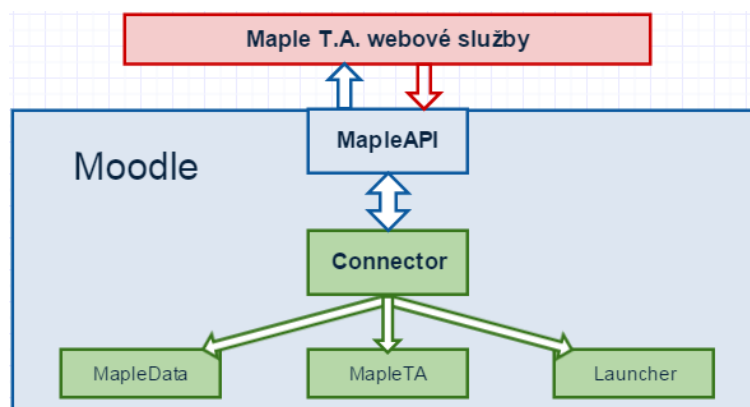 Maple T.A. webové služby
MapleAPI
Moodle
Connector
MapleData
MapleTA
Launcher